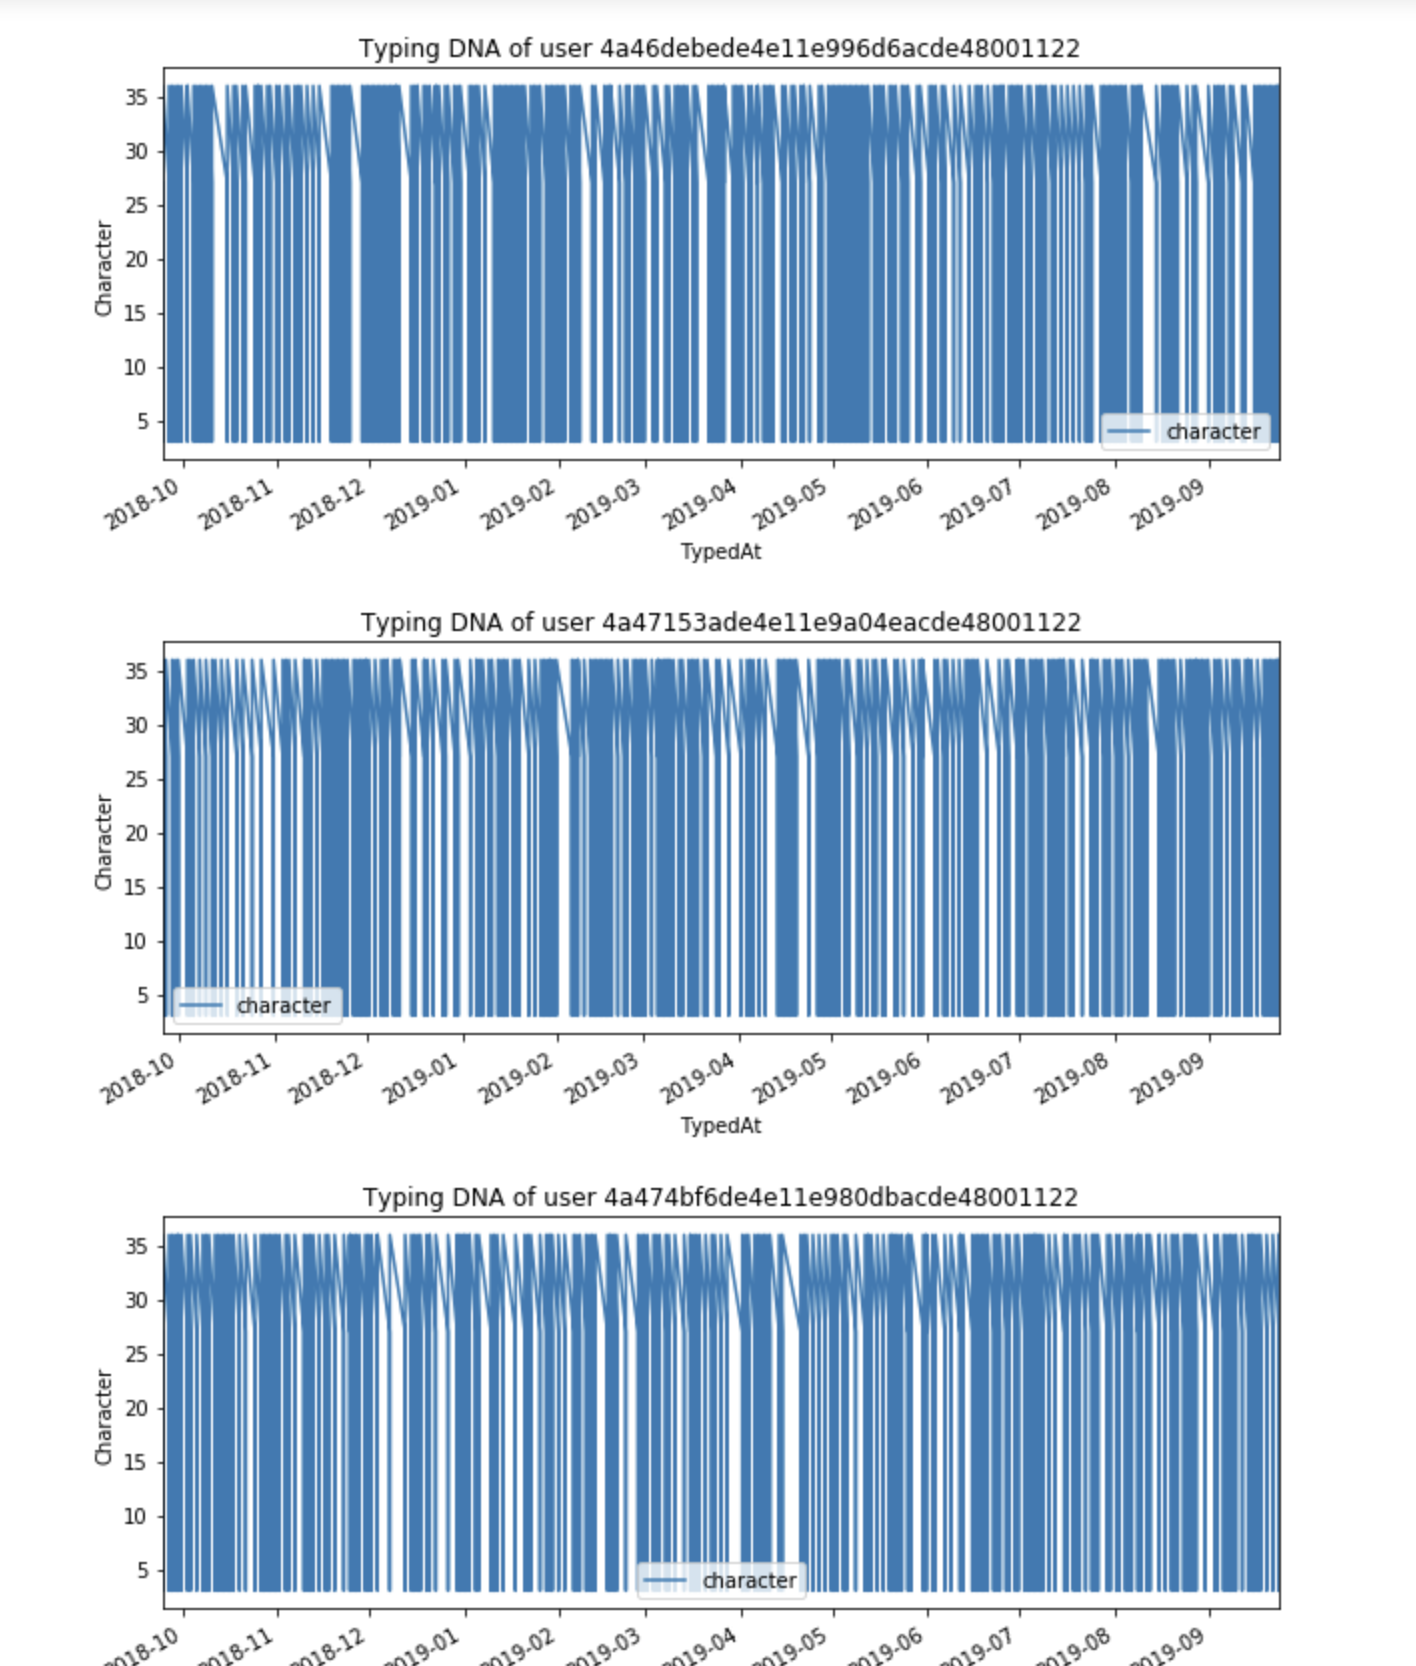 Typing DNA of user 4a46debede4e11e996d6acde48001122
35
30
25
20
15
10
5
Character
character
2018-10 2018-11 2018-12 2019-01 2019-02 2019-03 2019-04 2019-05 2019-06 2019-07 2019-08 2019-09
TypedAt
Typing DNA of user 4a47153ade4e11e9a04eacde48001122
35
30
25
20
15
10
5
Character
character
2018-10 2018-11 2018-12 2019-01 2019-02 2019-03 2019-04 2019-05 2019-06 2019-07 2019-08 2019-09
TypedAt
Typing DNA of user 4a474bf6de4e11e980dbacde48001122
35
30
25
20
15
10
5
Character
character
2018-10 2018-11 2018-12 2019-01 2019-02 2019-03 2019-04 2019-05 2019-06 2019-07 2019-08 2019-09